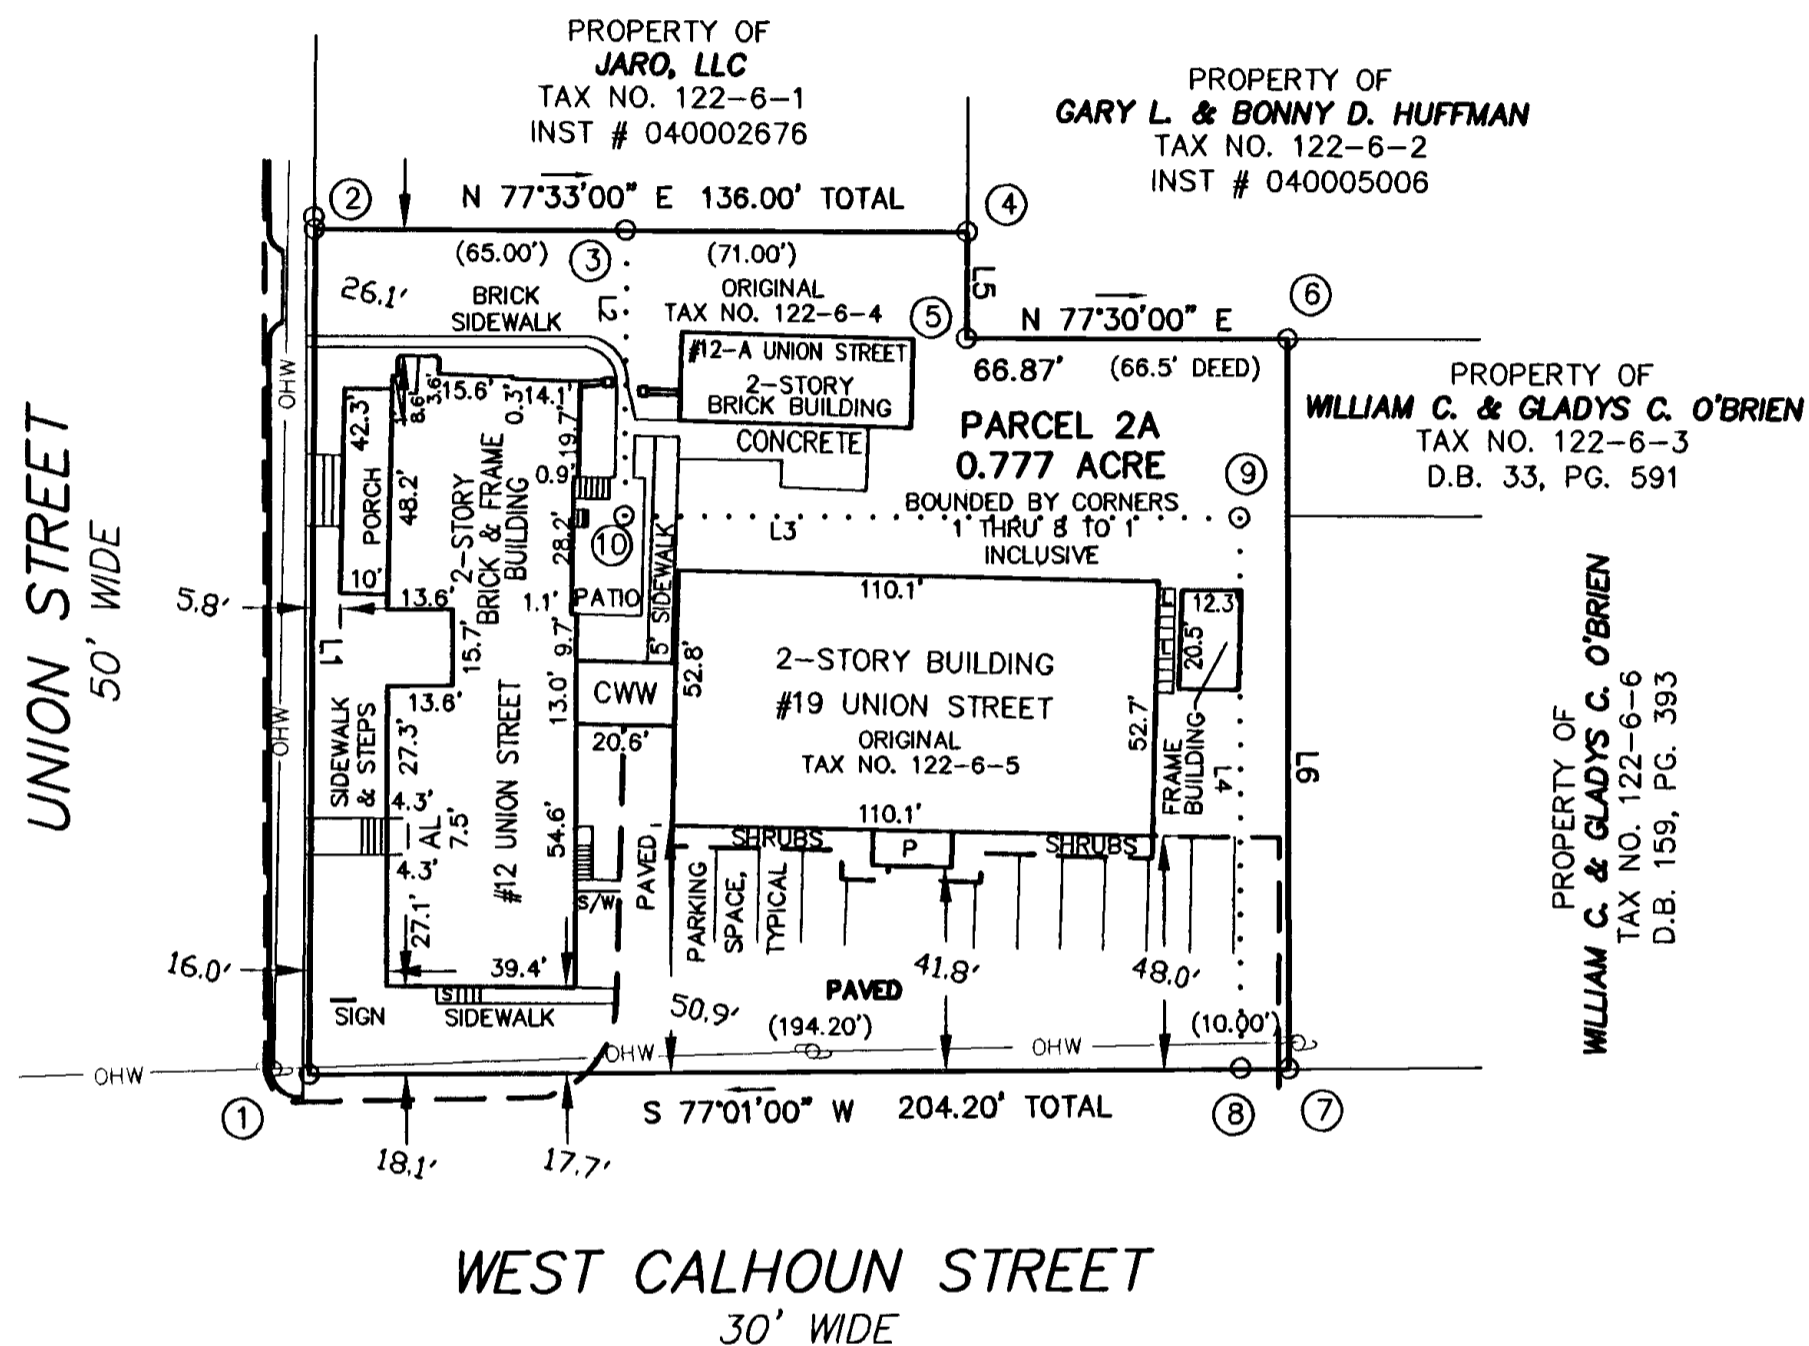 PROPERTY OF
JARO, LLC
TAX NO. 122-6-1
INST # 040002676
PROPERTY OF
GARY L. & BONNY D. HUFFMAN
TAX NO. 122-6-2
INST # 040005006
2
N 77°33'00" E 136.00' TOTAL
4
(65.00')
3
(71.00')
26.1'
BRICK
SIDEWALK
L2
ORIGINAL
TAX NO. 122-6-4
L5
5
6
N 77°30'00" E
66.87' (66.5' DEED)
PROPERTY OF
WILLIAM C. & GLADYS C. O'BRIEN
TAX NO. 122-6-3
D.B. 33, PG. 591
#12-A UNION STREET
2-STORY
BRICK BUILDING
CONCRETE
PARCEL 2A
0.777 ACRE
BOUNDED BY CORNERS
1 THRU 8 TO 1
INCLUSIVE
9
L3
OHW
42.3'
8.6'
3.6'
15.6'
0.3'
14.1'
19.7'
0.9'
PORCH
48.2'
2-STORY
BRICK & FRAME
BUILDING
28.2'
10
10'
13.6'
1.1'
PATIO
5' SIDEWALK
UNION STREET
50' WIDE
5.8'
L1
15.7'
9.7'
13.6'
13.0'
CWW
20.6'
52.8'
110.1'
2-STORY BUILDING
#19 UNION STREET
ORIGINAL
TAX NO. 122-6-5
110.1'
52.7'
12.3'
20.5'
FRAME
BUILDING
L4
L6
PROPERTY OF
WILLIAM C. & GLADYS C. O'BRIEN
TAX NO. 122-6-6
D.B. 159, PG. 393
OHW
SIDEWALK
& STEPS
27.3'
4.3'
AL
7.5'
4.3'
27.1'
#12 UNION STREET
54.6'
S/W
PAVED
SHRUBS
P
SHRUBS
PARKING
SPACE,
TYPICAL
16.0'
39.4'
SIGN
ST
SIDEWALK
50.9'
PAVED
(194.20')
41.8'
48.0'
(10.00')
OHW
OHW
OHW
1
S 77°01'00" W 204.20' TOTAL
8
7
18.1'
17.7'
WEST CALHOUN STREET
30' WIDE